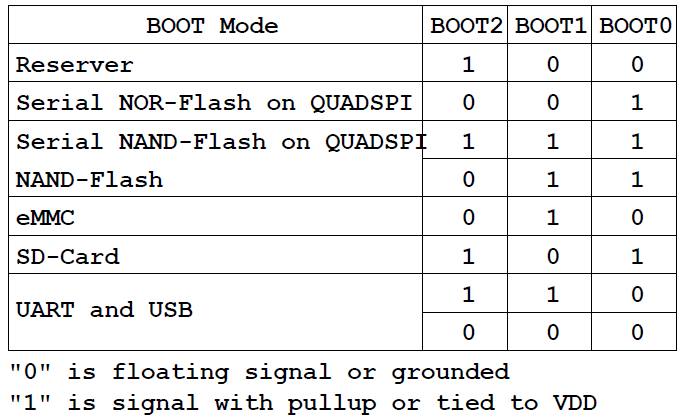 BOOT Mode BOOT2 BOOT1 BOOT0
Reserver 1 0 0
Serial NOR-Flash on QUADSPI 0 0 1
Serial NAND-Flash on QUADSPI 1 1 1
NAND-Flash 0 1 1
eMMC 0 1 0
SD-Card 1 0 1
UART and USB 1 1 0
0 0 0
"0" is floating signal or grounded
"1" is signal with pullup or tied to VDD